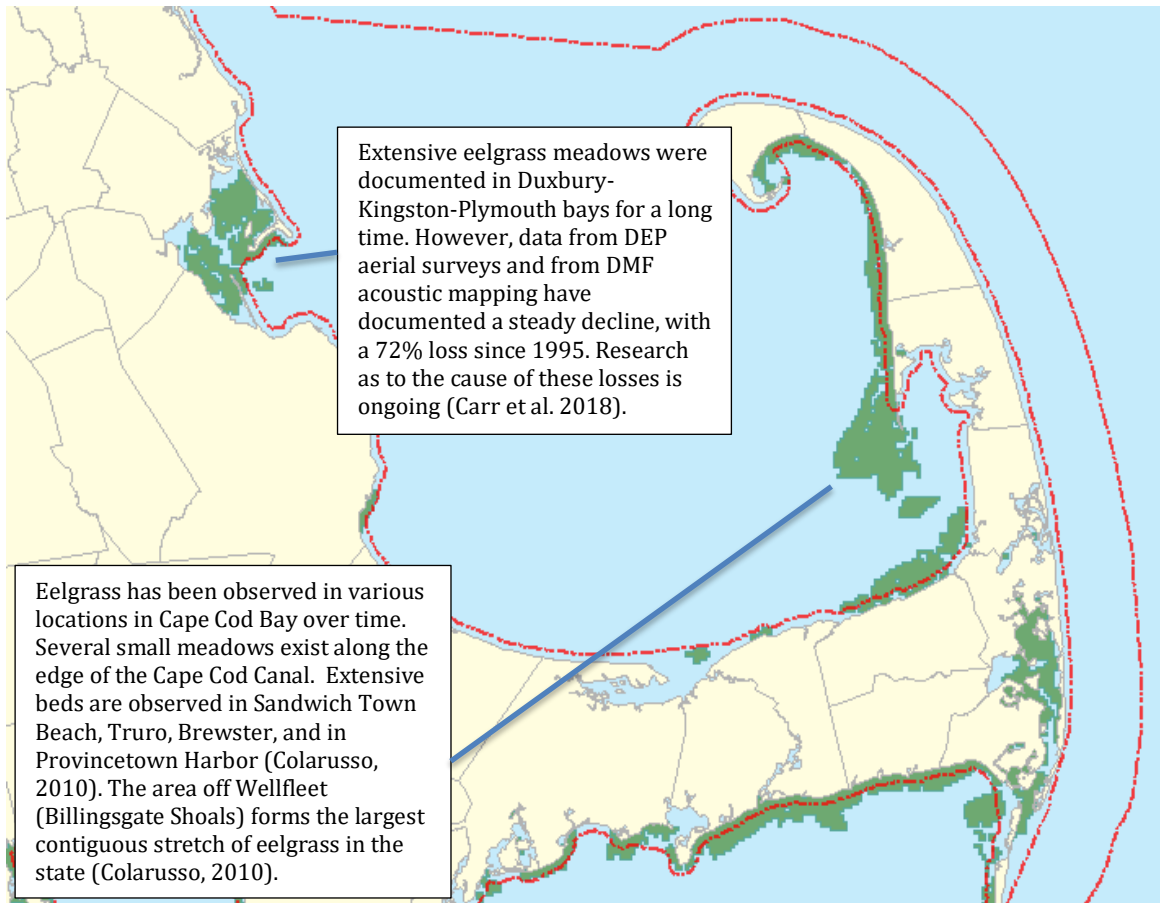 Extensive eelgrass meadows were
documented in Duxbury-
Kingston-Plymouth bays for a long
time. However, data from DEP
aerial surveys and from DMF
acoustic mapping have
documented a steady decline, with
a 72% loss since 1995. Research
as to the cause of these losses is
ongoing (Carr et al. 2018).
Eelgrass has been observed in various
locations in Cape Cod Bay over time.
Several small meadows exist along the
edge of the Cape Cod Canal.  Extensive
beds are observed in Sandwich Town
Beach, Truro, Brewster, and in
Provincetown Harbor (Colarusso,
2010). The area off Wellfleet
(Billingsgate Shoals) forms the largest
contiguous stretch of eelgrass in the
state (Colarusso, 2010).